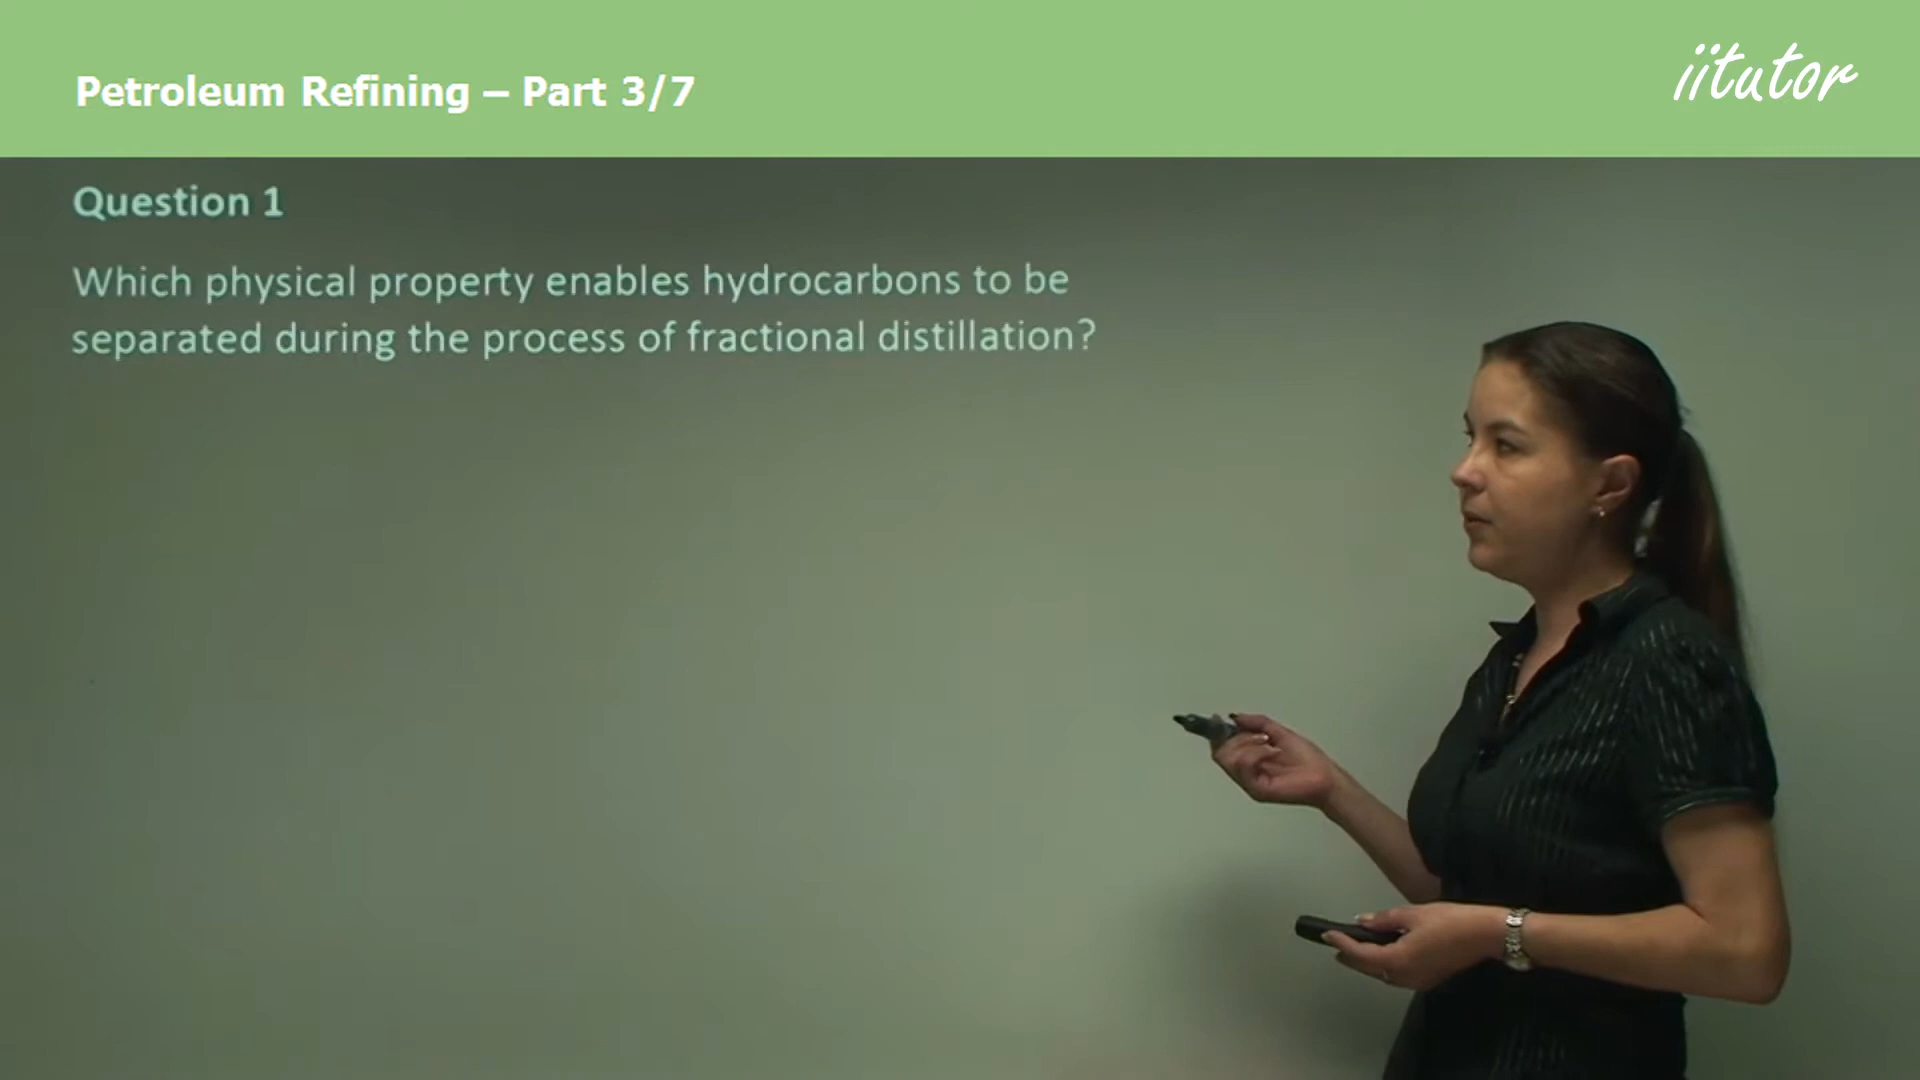 Petroleum Refining – Part 3/7
iitutor
Question 1
Which physical property enables hydrocarbons to be
separated during the process of fractional distillation?